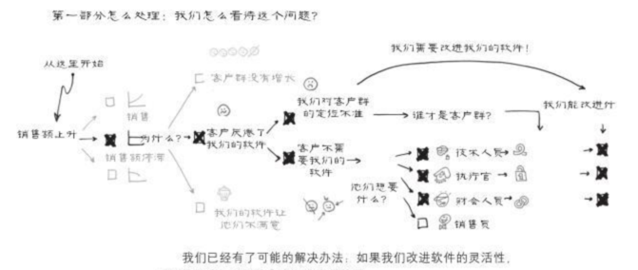 第一部分怎么处理：我们怎么看待这个问题？
我们需要改进我们的软件！
从这里开始
客户群没有增大
销售额上升
销售
为什么？
销售额停滞
客户厌倦了
我们的软件
我们对客户群
的定位不准
谁才是客户群？
我们能改进什
客户不需
要我们的
软件
他们想要
什么？
技术人员
执行官
财会人员
销售员
我们的软件让
他们不满意
我们已经有了可能的解决办法：如果我们改进软件的灵活性，